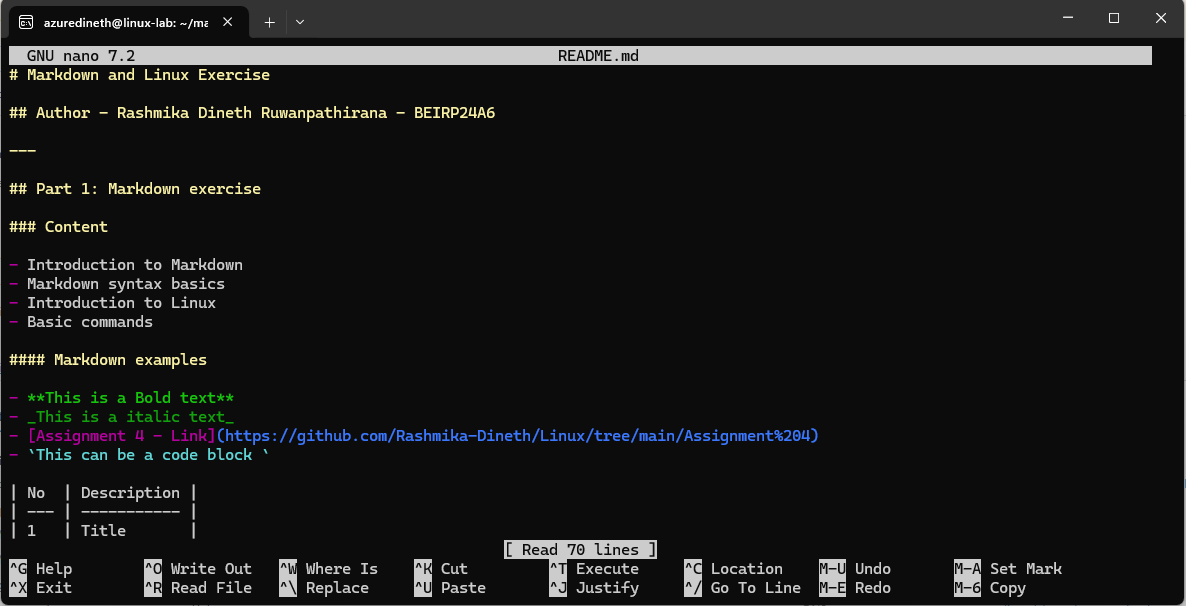 azuredineth@linux-lab: ~/ma
GNU nano 7.2 README.md
# Markdown and Linux Exercise
## Author - Rashmika Dineth Ruwanpathirana - BEIRP24A6
---
## Part 1: Markdown exercise
### Content
- Introduction to Markdown
- Markdown syntax basics
- Introduction to Linux
- Basic commands
#### Markdown examples
- **This is a Bold text**
- _This is a italic text_
- [Assignment 4 - Link](https://github.com/Rashmika-Dineth/Linux/tree/main/Assignment%204)
- `This can be a code block `
| No  | Description |
| --- | ----------- |
| 1   | Title       |
[ Read 70 lines ]
^G Help ^O Write Out ^W Where Is ^K Cut ^T Execute ^C Location M-U Undo M-A Set Mark
^X Exit ^R Read File ^\ Replace ^U Paste ^J Justify ^/ Go To Line M-E Redo M-6 Copy